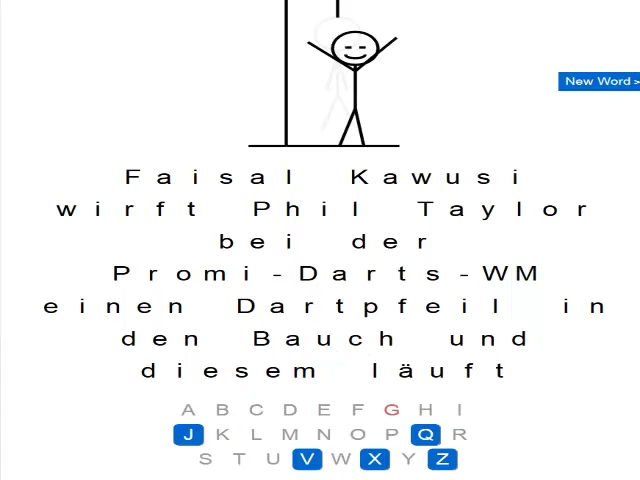 New Word >
Faisal Kawusi
wirft Phil Taylor
bei der
Promi-Darts-WM
einen Dartpfeil in
den Bauch und
diesem läuft
A B C D E F G H I
J K L M N O P Q R
S T U V W X Y Z